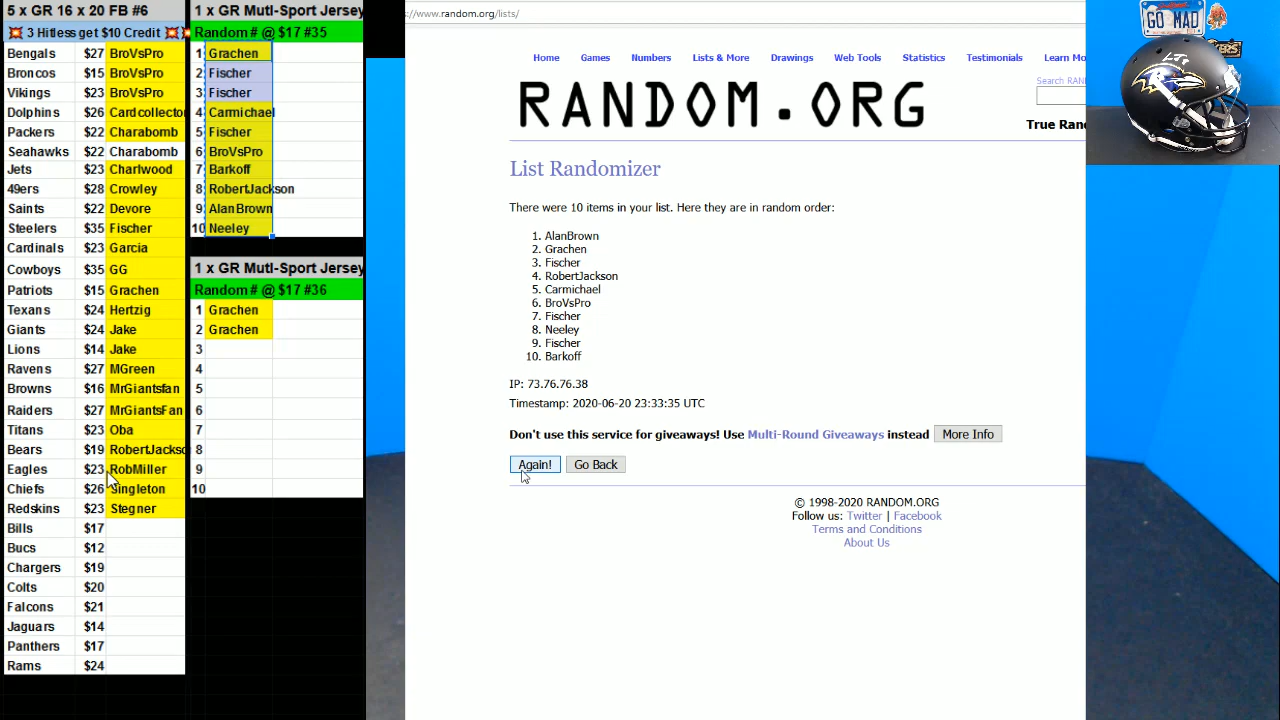 5 x GR 16 x 20 FB #6
3 Hitless get $10 Credit
Bengals $27 BroVsPro
Broncos $15 BroVsPro
Vikings $23 BroVsPro
Dolphins $26 Cardcollector
Packers $22 Charabomb
Seahawks $22 Charabomb
Jets $23 Charlwood
49ers $28 Crowley
Saints $22 Devore
Steelers $35 Fischer
Cardinals $23 Garcia
Cowboys $35 GG
Patriots $15 Grachen
Texans $24 Hertzig
Giants $24 Jake
Lions $14 Jake
Ravens $27 MGreen
Browns $16 MrGiantsfan
Raiders $27 MrGiantsFan
Titans $23 Oba
Bears $19 RobertJackso
Eagles $23 RobMiller
Chiefs $26 Singleton
Redskins $23 Stegner
Bills $17
Bucs $12
Chargers $19
Colts $20
Falcons $21
Jaguars $14
Panthers $17
Rams $24
1 x GR Mutl-Sport Jersey
Random # @ $17 #35
1 Grachen
2 Fischer
3 Fischer
4 Carmichael
5 Fischer
6 BroVsPro
7 Barkoff
8 RobertJackson
9 AlanBrown
10 Neeley
1 x GR Mutl-Sport Jersey
Random # @ $17 #36
1 Grachen
2 Grachen
3
4
5
6
7
8
9
10
://www.random.org/lists/
Home Games Numbers Lists & More Drawings Web Tools Statistics Testimonials Learn Mo
Search RAN
RANDOM.ORG
True Ran
List Randomizer
There were 10 items in your list. Here they are in random order:
1. AlanBrown
2. Grachen
3. Fischer
4. RobertJackson
5. Carmichael
6. BroVsPro
7. Fischer
8. Neeley
9. Fischer
10. Barkoff
IP: 73.76.76.38
Timestamp: 2020-06-20 23:33:35 UTC
Don't use this service for giveaways! Use Multi-Round Giveaways instead More Info
Again! Go Back
© 1998-2020 RANDOM.ORG
Follow us: Twitter | Facebook
Terms and Conditions
About Us
GO MAD